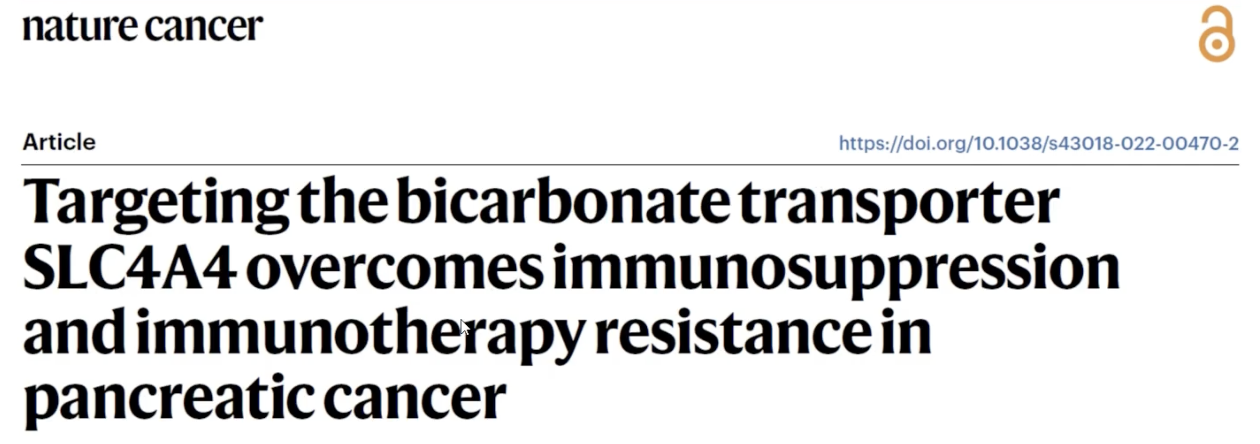 nature cancer
Article
https://doi.org/10.1038/s43018-022-00470-2
Targeting the bicarbonate transporter
SLC4A4 overcomes immunosuppression
and immunotherapy resistance in
pancreatic cancer